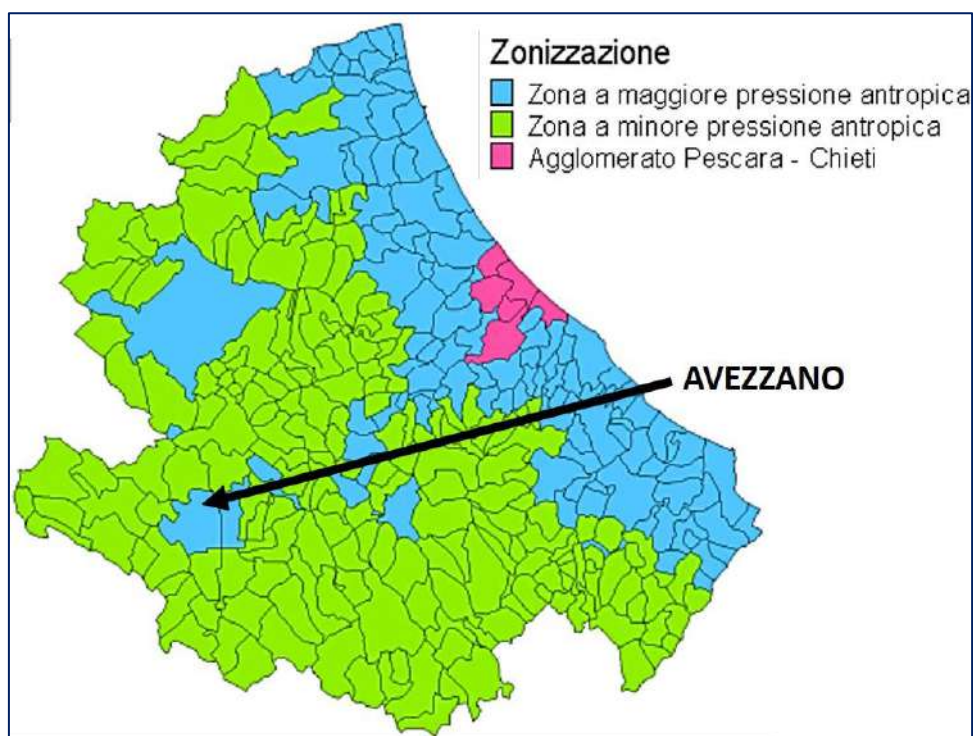 Zonizzazione
Zona a maggiore pressione antropica
Zona a minore pressione antropica
Agglomerato Pescara - Chieti
AVEZZANO